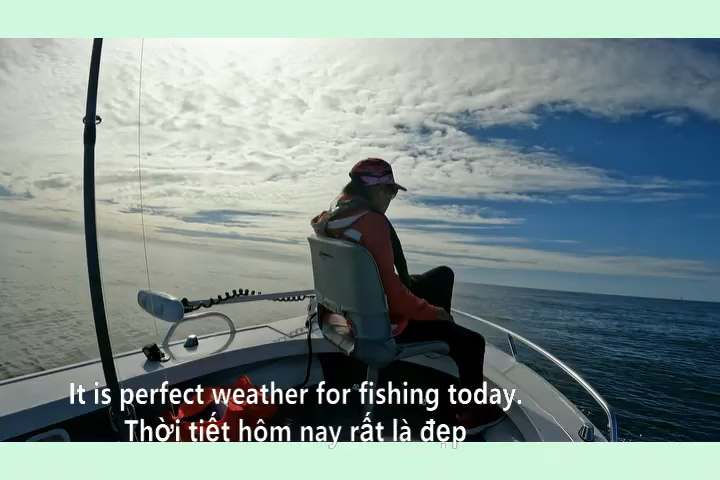 It is perfect weather for fishing today.
Thời tiết hôm nay rất là đẹp